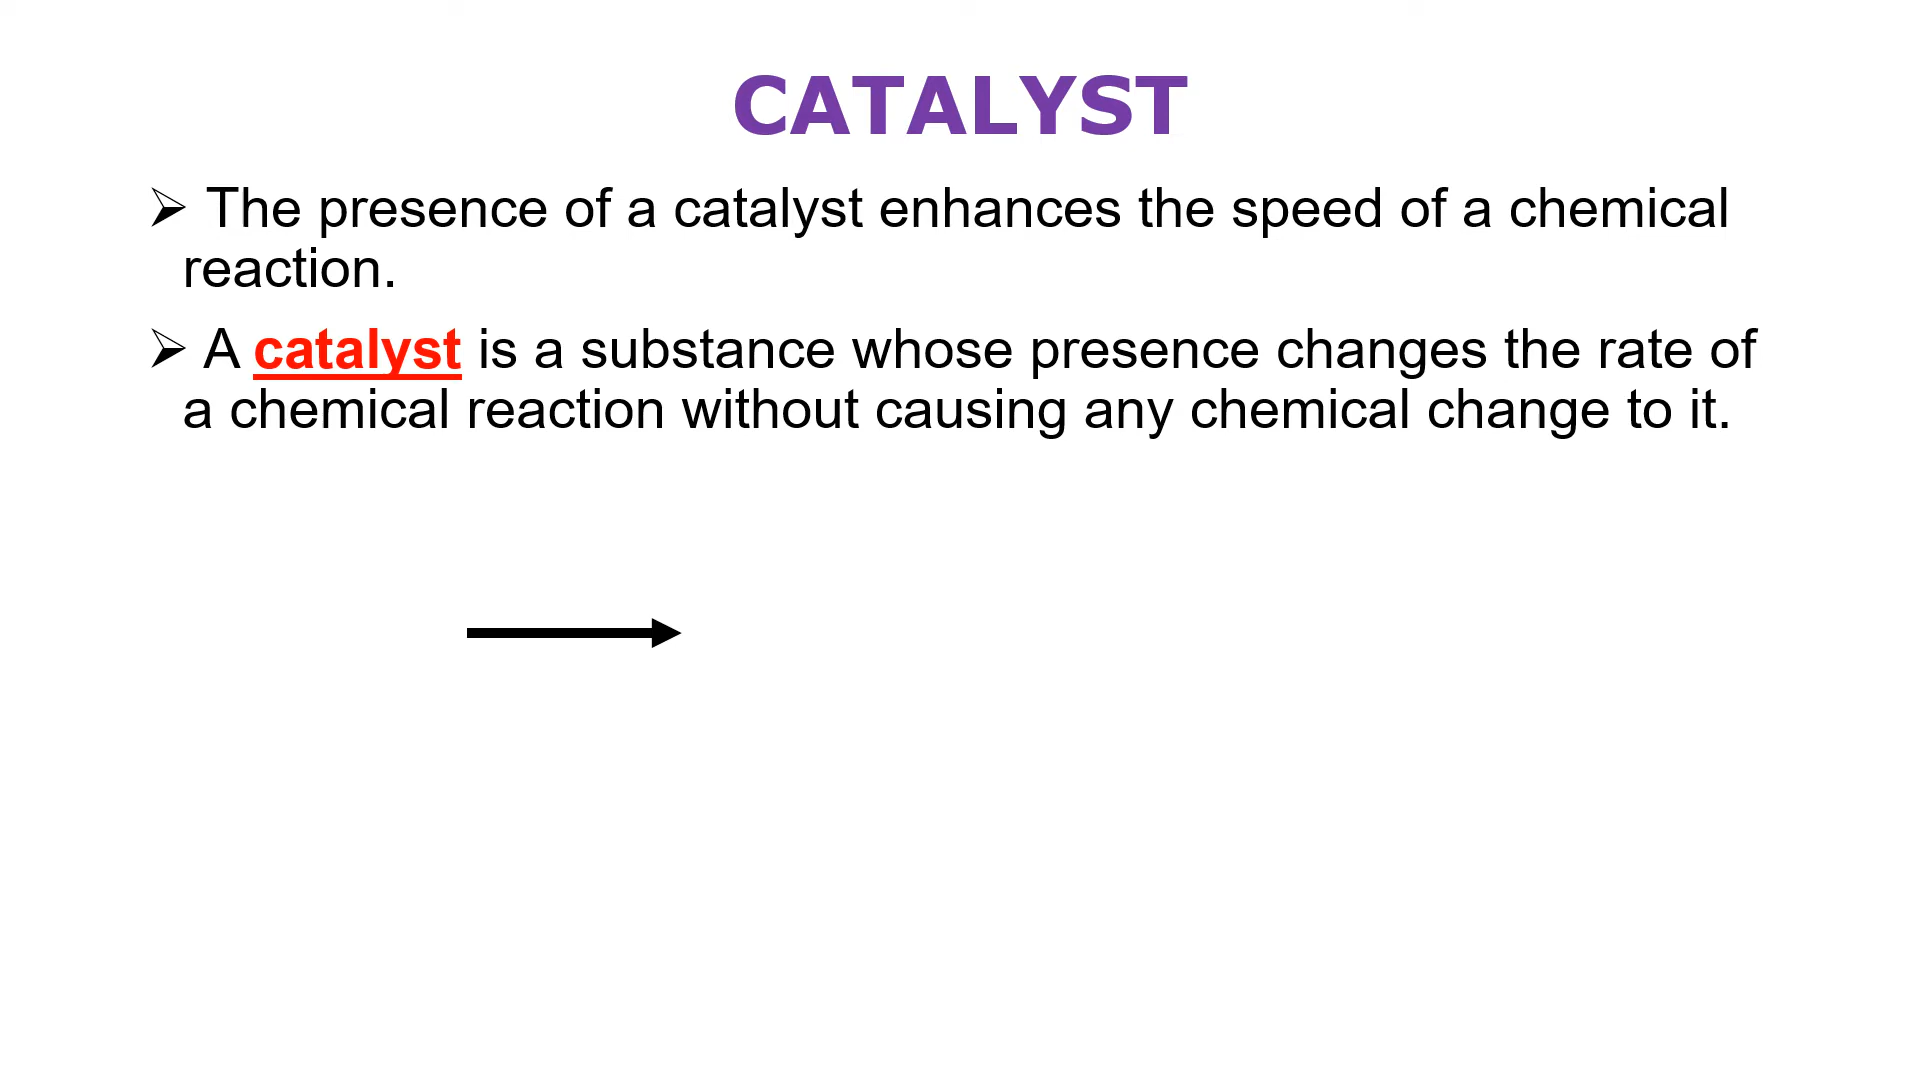 CATALYST
➢ The presence of a catalyst enhances the speed of a chemical
reaction.
➢ A catalyst is a substance whose presence changes the rate of
a chemical reaction without causing any chemical change to it.